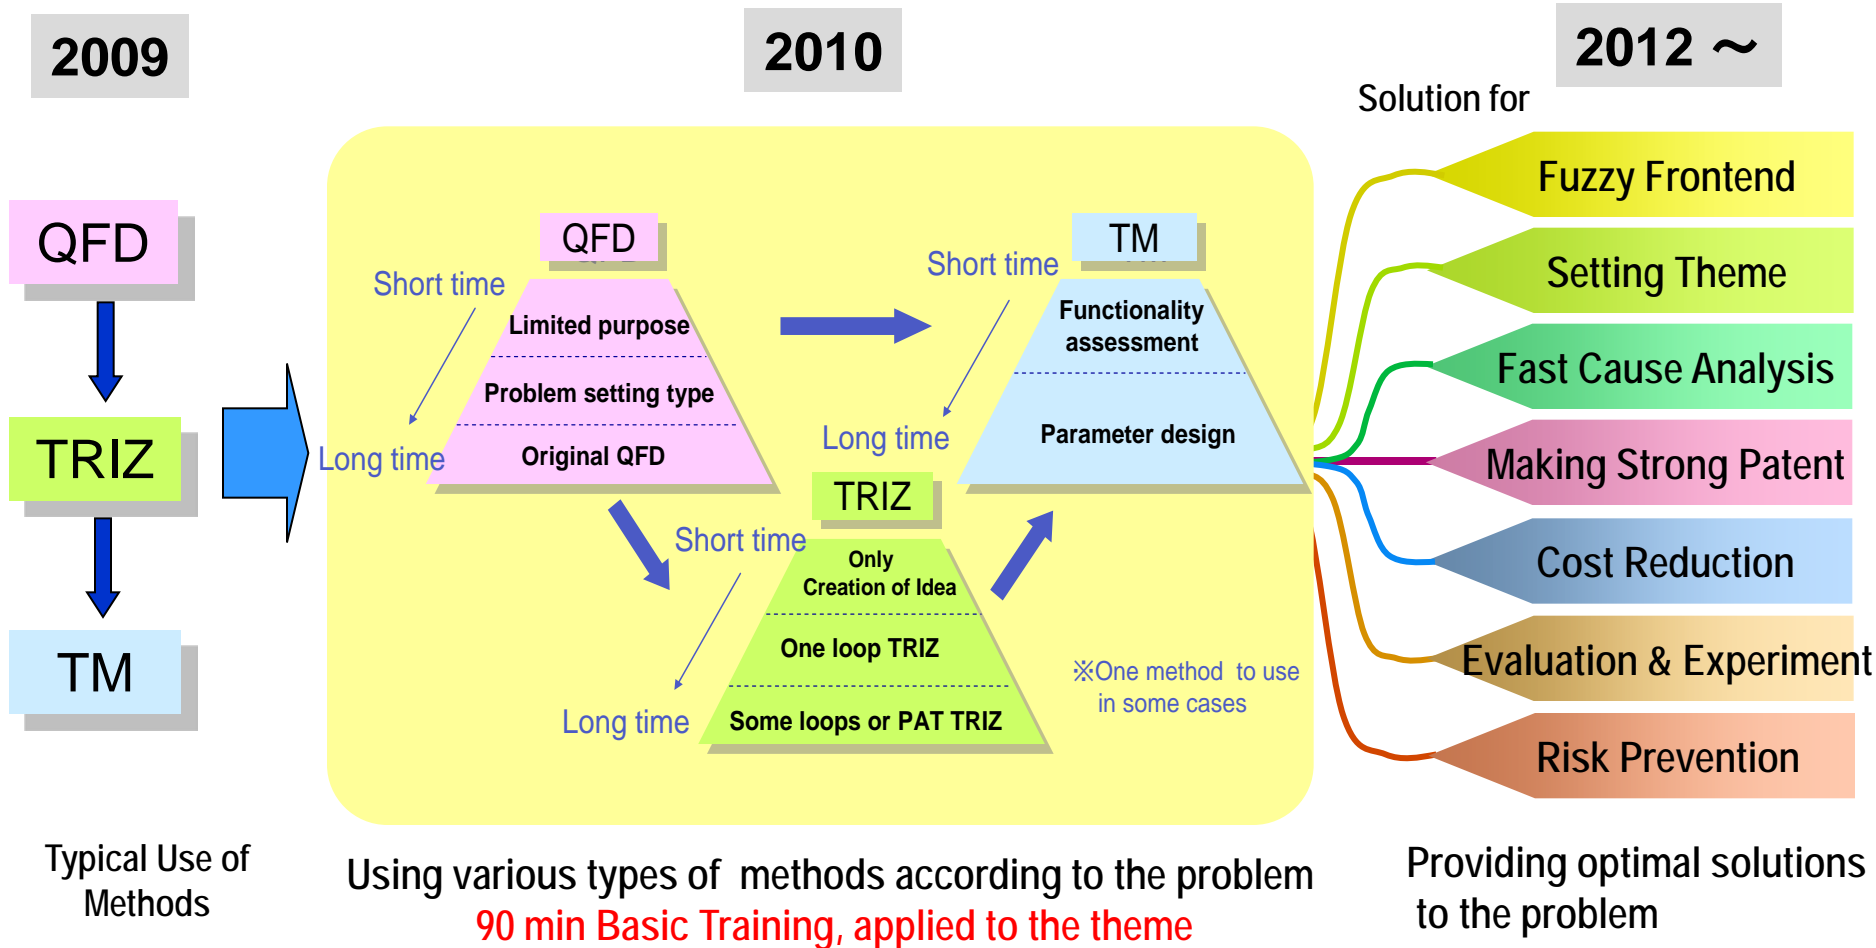 2009
2010
2012 ～
Solution for
QFD
TRIZ
TM
Typical Use of
Methods
QFD
Short time
Limited purpose
Problem setting type
Original QFD
Long time
TM
Short time
Functionality
assessment
Parameter design
Long time
TRIZ
Short time
Only
Creation of Idea
One loop TRIZ
Some loops or PAT TRIZ
Long time
※One method to use
in some cases
Using various types of methods according to the problem
90 min Basic Training, applied to the theme
Fuzzy Frontend
Setting Theme
Fast Cause Analysis
Making Strong Patent
Cost Reduction
Evaluation & Experiment
Risk Prevention
Providing optimal solutions
to the problem